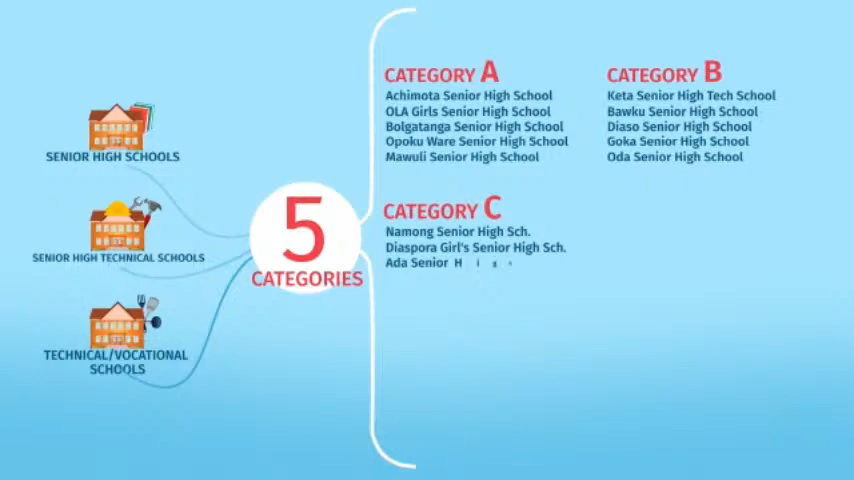 SENIOR HIGH SCHOOLS
SENIOR HIGH TECHNICAL SCHOOLS
TECHNICAL/VOCATIONAL
SCHOOLS
5
CATEGORIES
CATEGORY A
Achimota Senior High School
OLA Girls Senior High School
Bolgatanga Senior High School
Opoku Ware Senior High School
Mawuli Senior High School
CATEGORY B
Keta Senior High Tech School
Bawku Senior High School
Diaso Senior High School
Goka Senior High School
Oda Senior High School
CATEGORY C
Namong Senior High Sch.
Diaspora Girl's Senior High Sch.
Ada Senior H i g